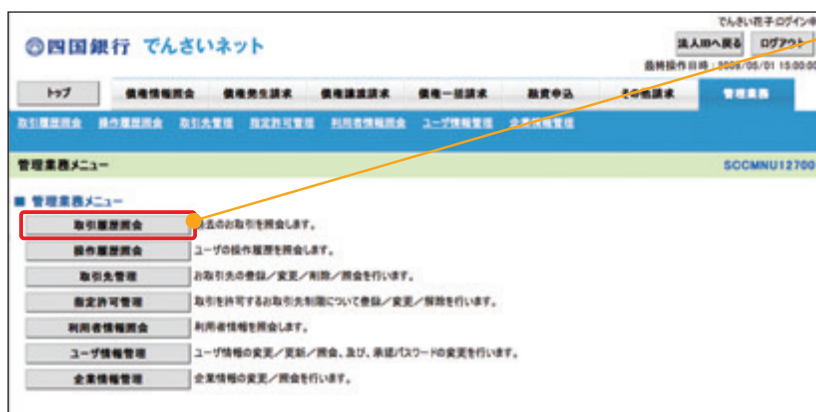 でんさい花子:ログイン中
四国銀行 でんさいネット
法人IBへ戻る ログアウト
最終操作日時:2009/05/01 15:00:00
トップ 債権情報照会 債権発生請求 債権譲渡請求 債権一括請求 融資申込 その他請求 管理業務
取引履歴照会 操作履歴照会 取引先管理 指定許可管理 利用者情報照会 ユーザ情報管理 企業情報管理
管理業務メニュー SCCMNU12700
■ 管理業務メニュー
取引履歴照会 去のお取引を照会します。
操作履歴照会 ユーザの操作履歴を照会します。
取引先管理 お取引先の登録/変更/削除/照会を行います。
指定許可管理 取引を許可するお取引先制限について登録/変更/解除を行います。
利用者情報照会 利用者情報を照会します。
ユーザ情報管理 ユーザ情報の変更/更新/照会、及び、承認パスワードの変更を行います。
企業情報管理 企業情報の変更/照会を行います。